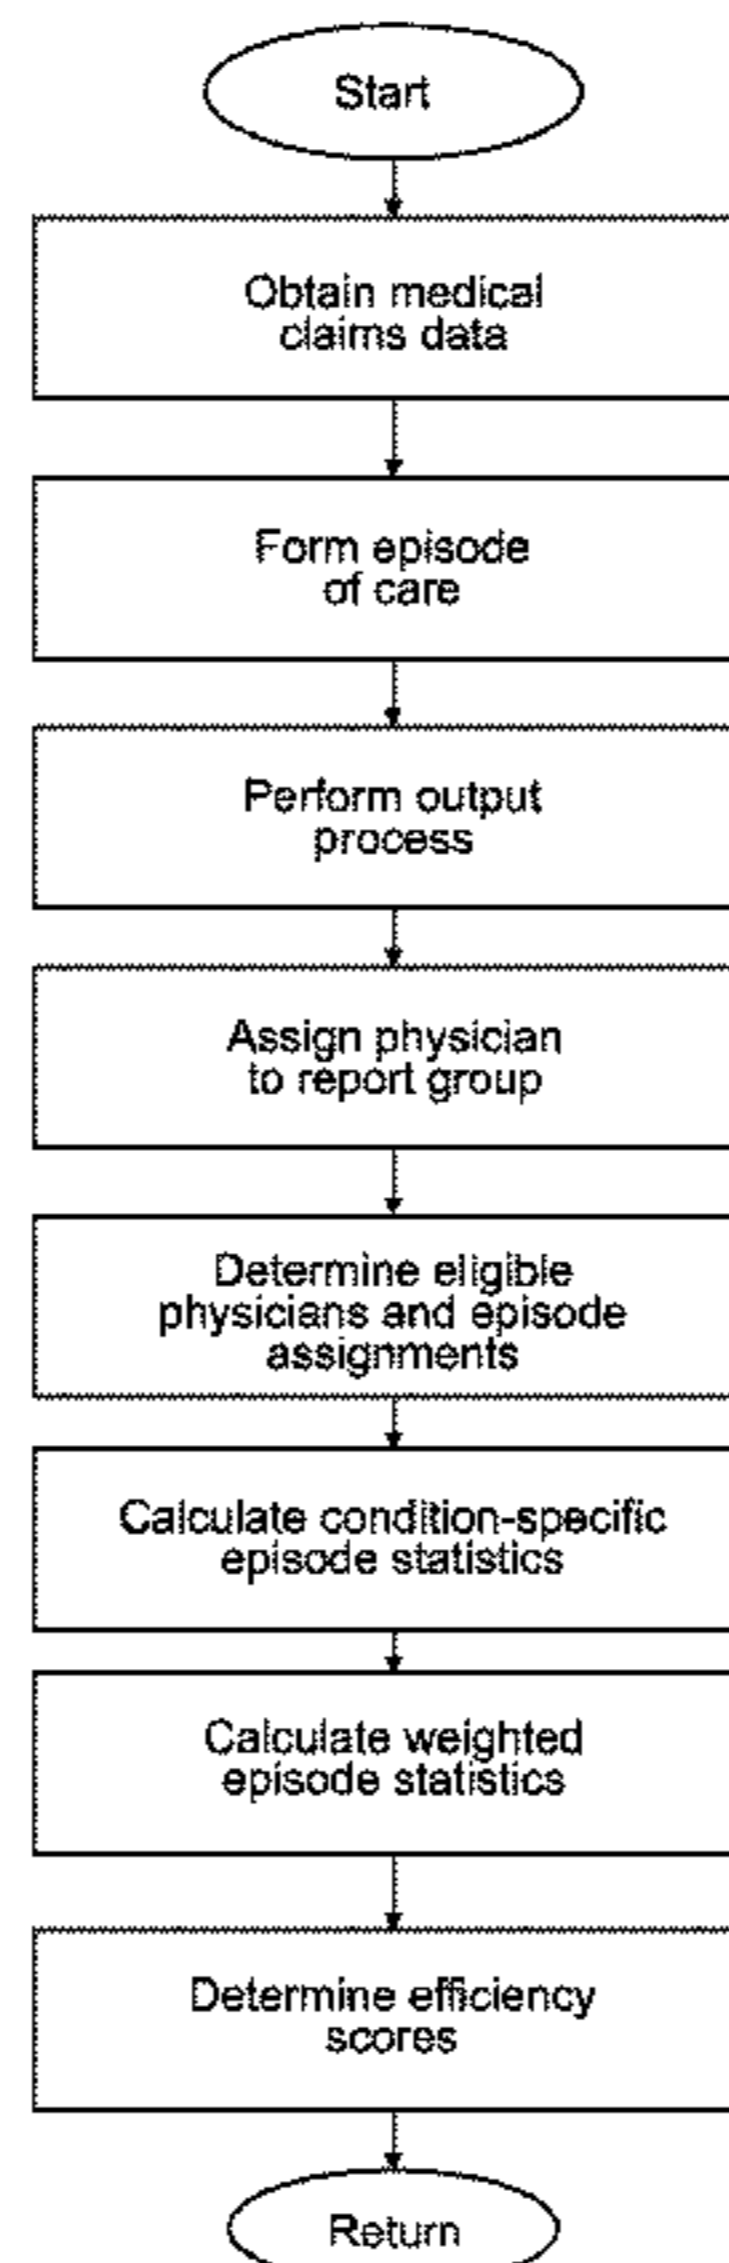 Start
Obtain medical
claims data
Form episode
of care
Perform output
process
Assign physician
to report group
Determine eligible
physicians and episode
assignments
Calculate condition-specific
episode statistics
Calculate weighted
episode statistics
Determine efficiency
scores
Return